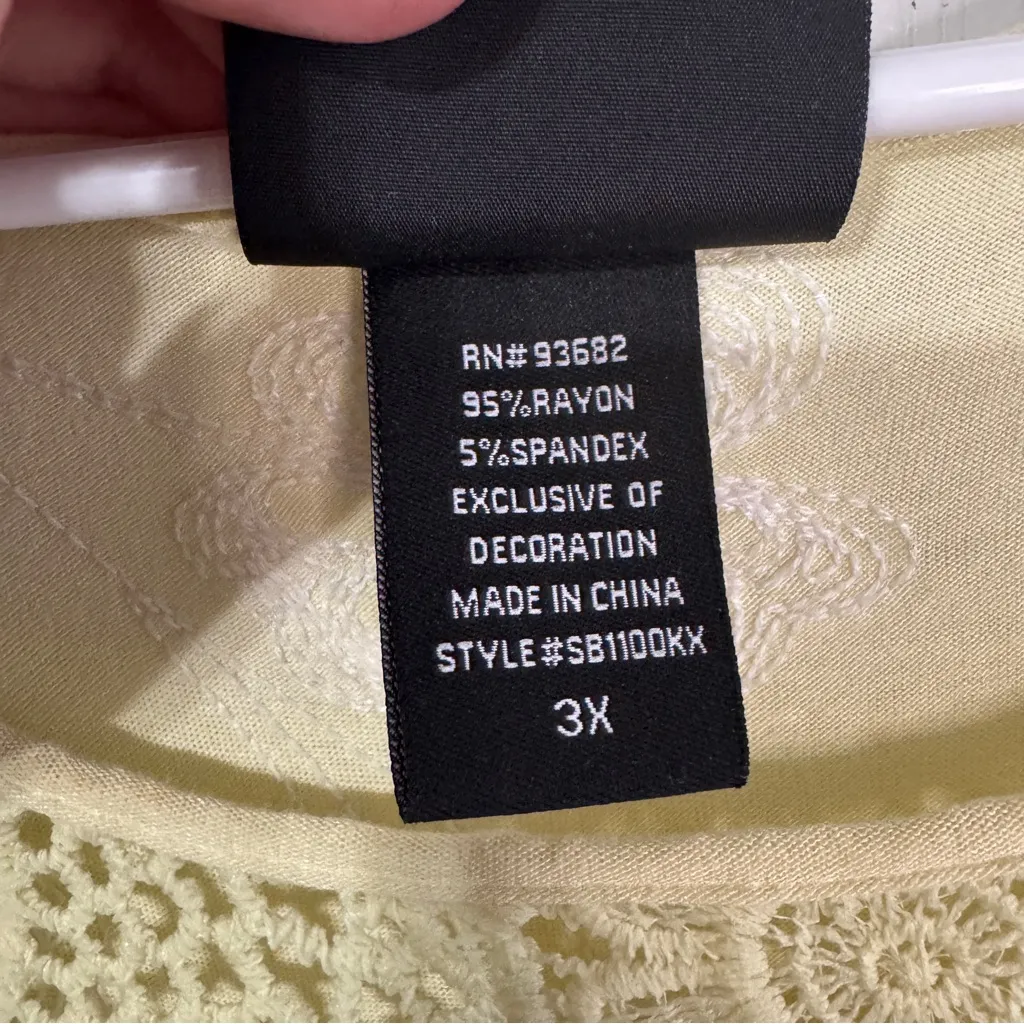 RN#93682
95%RAYON
5%SPANDEX
EXCLUSIVE OF
DECORATION
MADE IN CHINA
STYLE#SB1100KX
3X